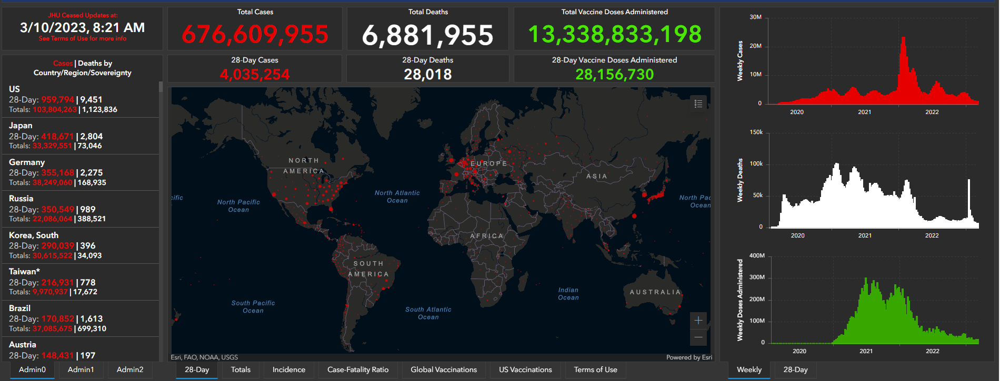 JHU Ceased Updates at:
3/10/2023, 8:21 AM
See Terms of Use for more info
Cases | Deaths by
Country/Region/Sovereignty
US
28-Day: 959,794 | 9,451
Totals: 103,804,263 | 1,123,836
Japan
28-Day: 418,671 | 2,804
Totals: 33,329,551 | 73,046
Germany
28-Day: 355,168 | 2,275
Totals: 38,249,060 | 168,935
Russia
28-Day: 350,549 | 989
Totals: 22,086,064 | 388,521
Korea, South
28-Day: 290,039 | 396
Totals: 30,615,522 | 34,093
Taiwan*
28-Day: 216,931 | 778
Totals: 9,970,937 | 17,672
Brazil
28-Day: 170,852 | 1,613
Totals: 37,085,675 | 699,310
Austria
28-Day: 148,431 | 197
Admin0 Admin1 Admin2
Total Cases
676,609,955
Total Deaths
6,881,955
Total Vaccine Doses Administered
13,338,833,198
28-Day Cases
4,035,254
28-Day Deaths
28,018
28-Day Vaccine Doses Administered
28,156,730
NORTH
AMERICA
EUROPE
ASIA
North Atlantic
Ocean
cific
North Pacific
Ocean
North Pac
Ocean
AFRICA
SOUTH
AMERICA
Indian
Ocean
AUSTRALIA
South Pacific
Ocean
South Atlantic
Ocean
+
−
Esri, FAO, NOAA, USGS
Powered by Esri
28-Day Totals Incidence Case-Fatality Ratio Global Vaccinations US Vaccinations Terms of Use
Weekly Cases
30M
20M
10M
0
2020 2021 2022
Weekly Deaths
150k
100k
50k
0
2020 2021 2022
Weekly Doses Administered
400M
300M
200M
100M
0
2020 2021 2022
Weekly 28-Day